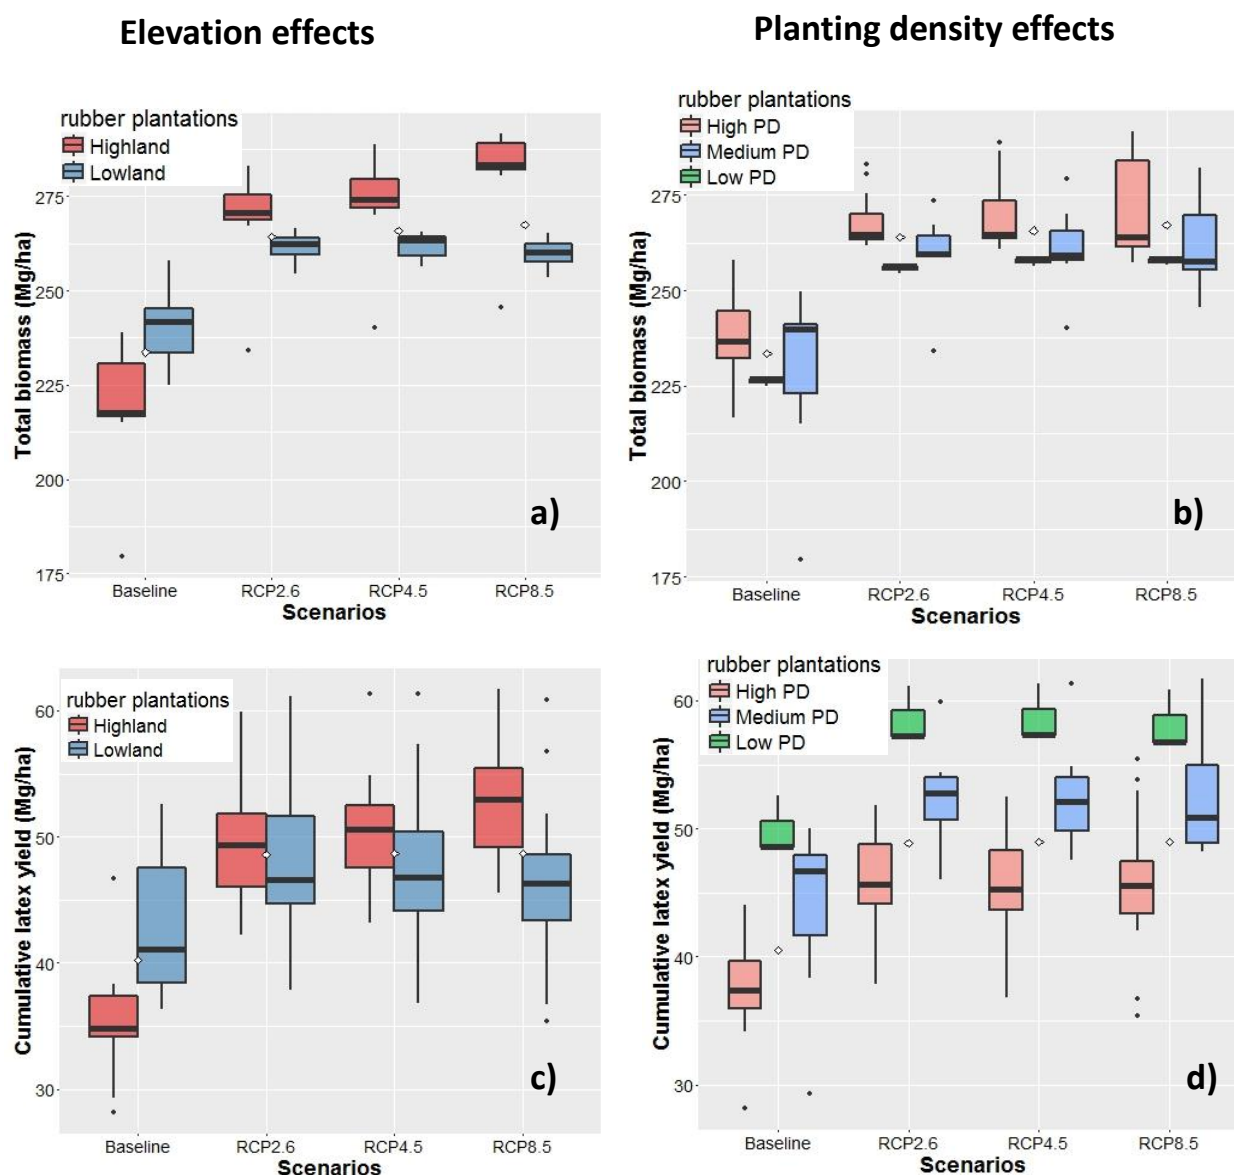 Elevation effects
Planting density effects
rubber plantations
Highland
Lowland
275
250
225
200
175
Total biomass (Mg/ha)
a)
Baseline
RCP2.6
RCP4.5
RCP8.5
Scenarios
rubber plantations
High PD
Medium PD
Low PD
275
250
225
200
175
Total biomass (Mg/ha)
b)
Baseline
RCP2.6
RCP4.5
RCP8.5
Scenarios
rubber plantations
Highland
Lowland
60
50
40
30
Cumulative latex yield (Mg/ha)
c)
Baseline
RCP2.6
RCP4.5
RCP8.5
Scenarios
rubber plantations
High PD
Medium PD
Low PD
60
50
40
30
Cumulative latex yield (Mg/ha)
d)
Baseline
RCP2.6
RCP4.5
RCP8.5
Scenarios